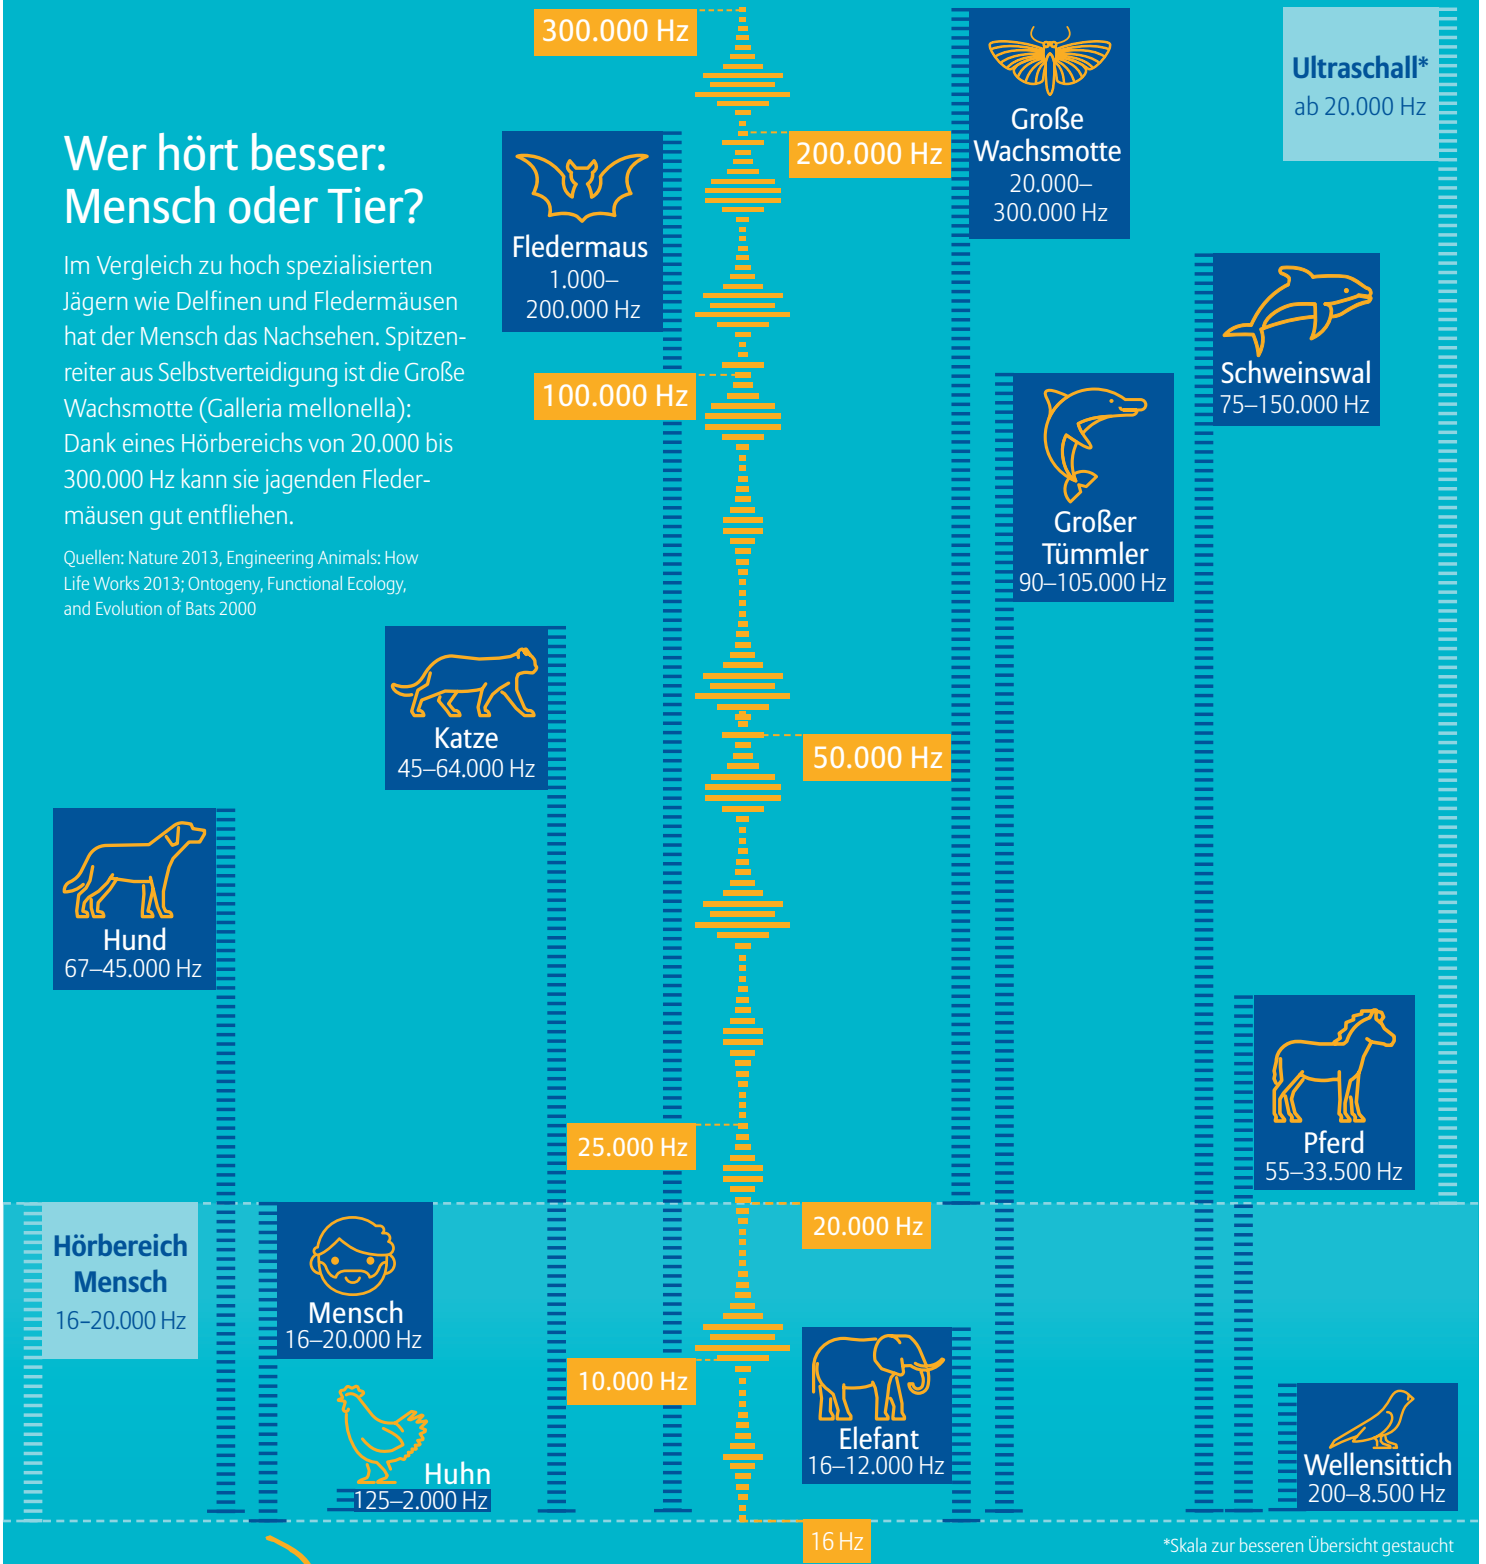 Wer hört besser:
Mensch oder Tier?
Im Vergleich zu hoch spezialisierten
Jägern wie Delfinen und Fledermäusen
hat der Mensch das Nachsehen. Spitzen-
reiter aus Selbstverteidigung ist die Große
Wachsmotte (Galleria mellonella):
Dank eines Hörbereichs von 20.000 bis
300.000 Hz kann sie jagenden Fleder-
mäusen gut entfliehen.
Quellen: Nature 2013, Engineering Animals: How
Life Works 2013; Ontogeny, Functional Ecology,
and Evolution of Bats 2000
300.000 Hz
Große
Wachsmotte
20.000–
300.000 Hz
Ultraschall*
ab 20.000 Hz
200.000 Hz
Fledermaus
1.000–
200.000 Hz
Schweinswal
75–150.000 Hz
100.000 Hz
Großer
Tümmler
90–105.000 Hz
Katze
45–64.000 Hz
50.000 Hz
Hund
67–45.000 Hz
Pferd
55–33.500 Hz
25.000 Hz
20.000 Hz
Hörbereich
Mensch
16–20.000 Hz
Mensch
16–20.000 Hz
10.000 Hz
Elefant
16–12.000 Hz
Huhn
125–2.000 Hz
Wellensittich
200–8.500 Hz
16 Hz
*Skala zur besseren Übersicht gestaucht